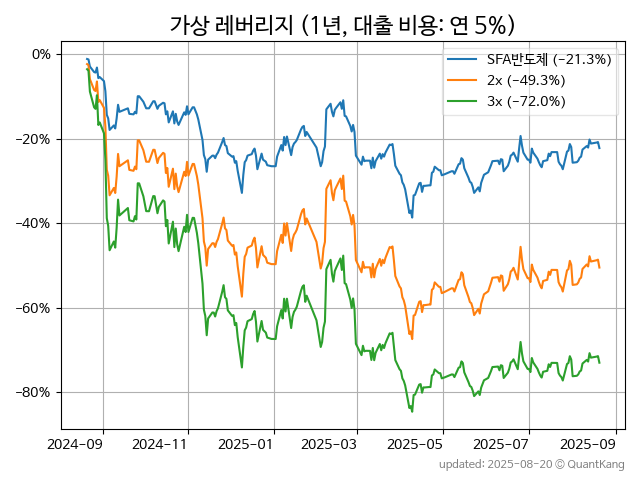 가상 레버리지 (1년, 대출 비용: 연 5%)
SFA반도체 (−21.3%)
2x (−49.3%)
3x (−72.0%)
0%
−20%
−40%
−60%
−80%
2024-09 2024-11 2025-01 2025-03 2025-05 2025-07 2025-09
updated: 2025-08-20 © QuantKang